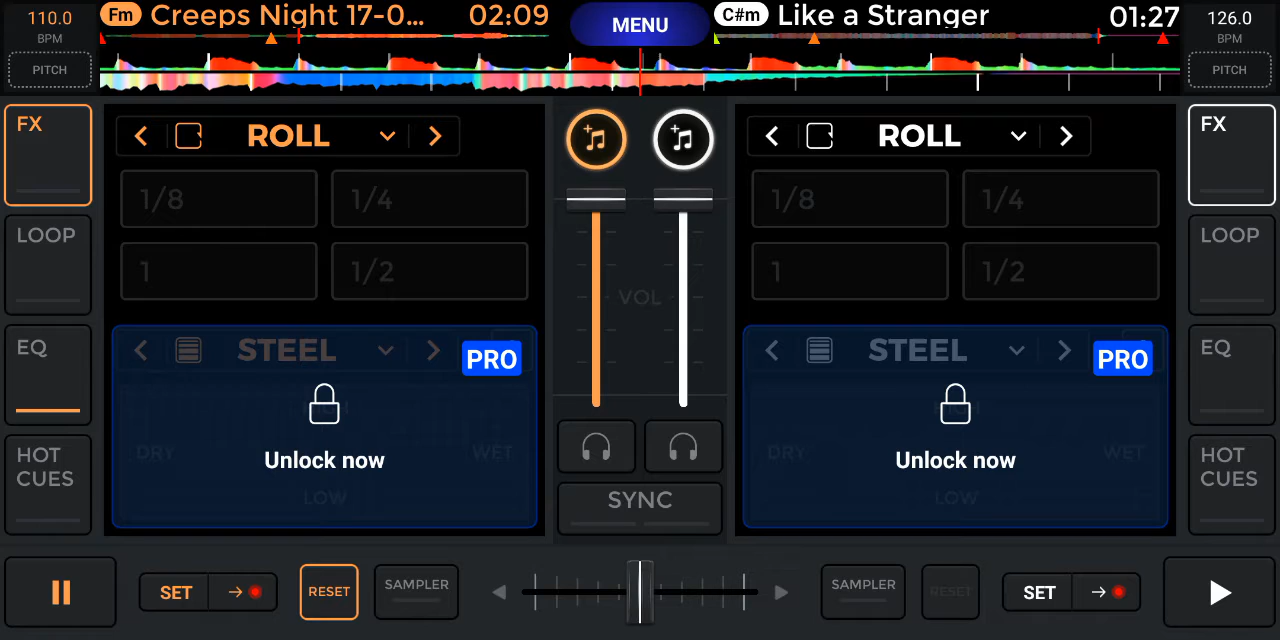 110.0
BPM
PITCH
Fm Creeps Night 17-0... 02:09
MENU
C#m Like a Stranger 01:27
126.0
BPM
PITCH
FX
LOOP
EQ
HOT
CUES
ROLL
1/8 1/4
1 1/2
STEEL
PRO
HIGH
DRY WET
Unlock now
LOW
VOL
SYNC
ROLL
1/8 1/4
1 1/2
STEEL
PRO
HIGH
DRY WET
Unlock now
LOW
FX
LOOP
EQ
HOT
CUES
SET
RESET
SAMPLER
SAMPLER
RESET
SET